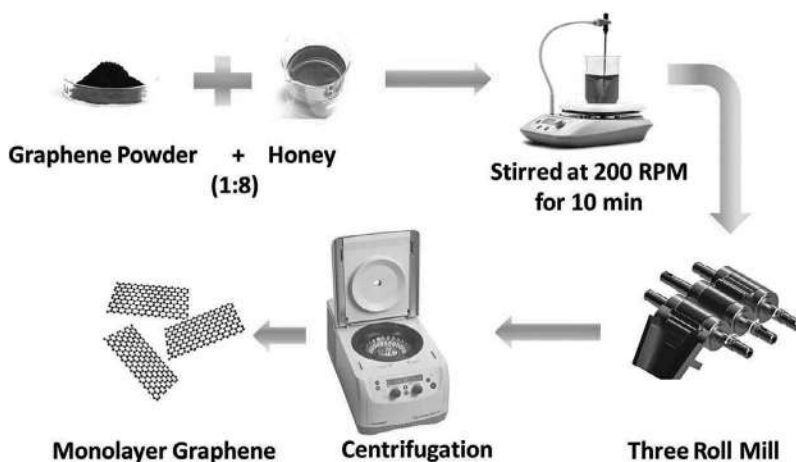 Graphene Powder + Honey
(1:8)
Stirred at 200 RPM
for 10 min
Monolayer Graphene
Centrifugation
Three Roll Mill